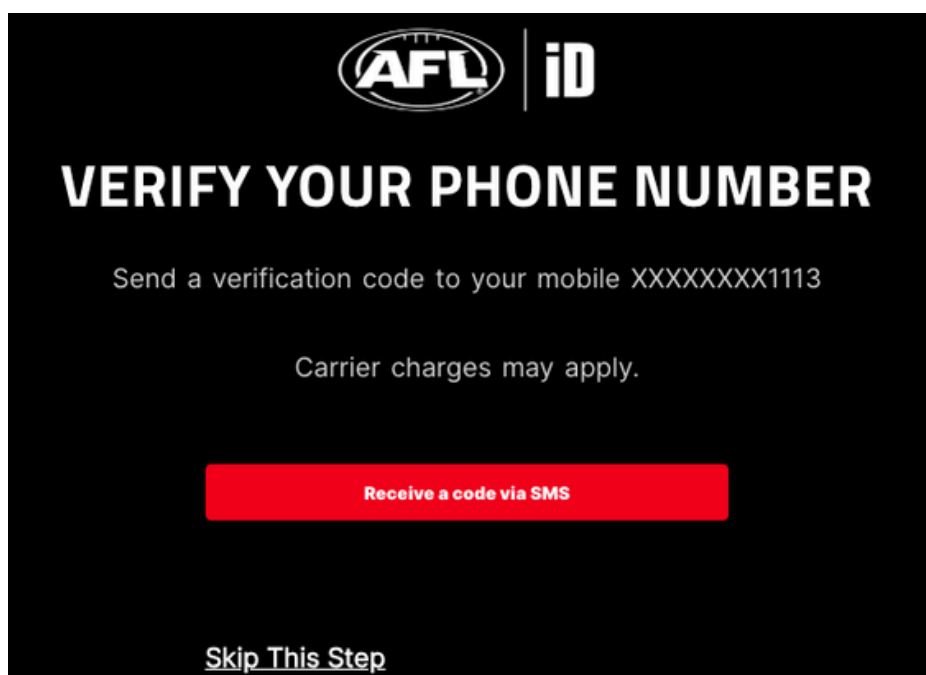 AFL iD
VERIFY YOUR PHONE NUMBER
Send a verification code to your mobile XXXXXXXX1113
Carrier charges may apply.
Receive a code via SMS
Skip This Step